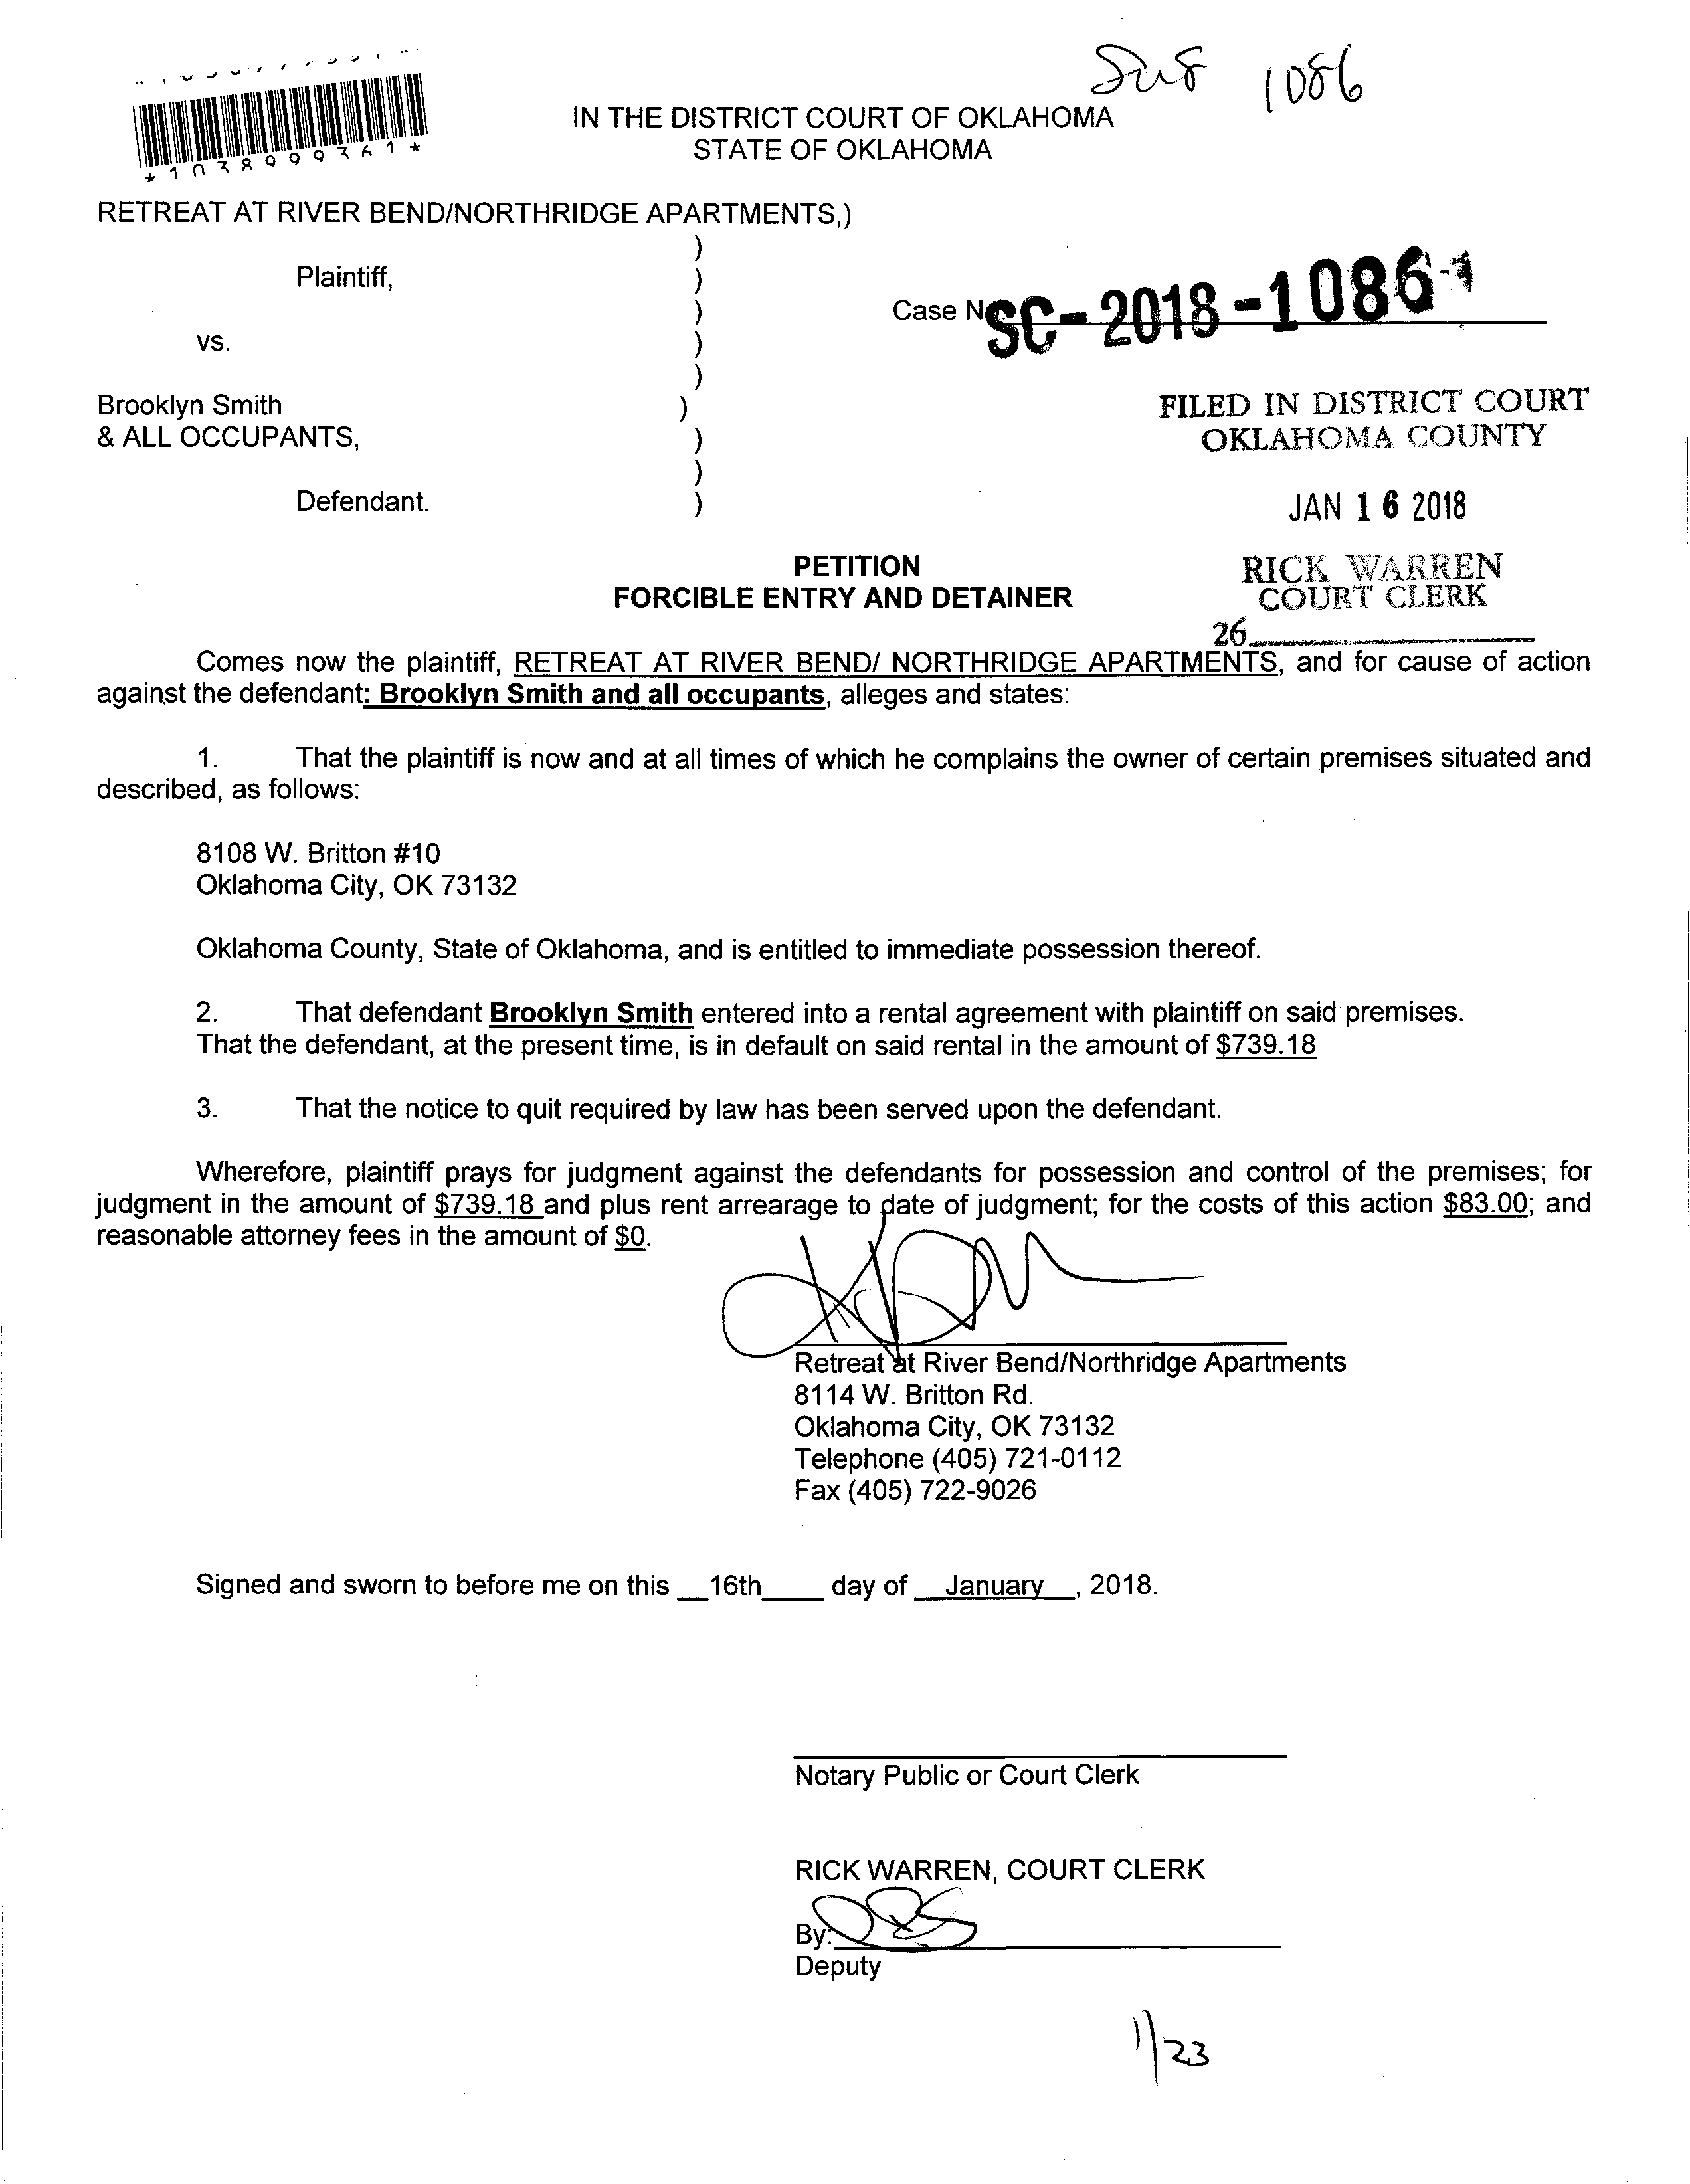 1086
IN THE DISTRICT COURT OF OKLAHOMA
STATE OF OKLAHOMA
*1038999361*
RETREAT AT RIVER BEND/NORTHRIDGE APARTMENTS,)
)
Plaintiff, )
)
vs. )
)
Brooklyn Smith )
& ALL OCCUPANTS, )
)
Defendant. )
Case No. SC-2018-1086
FILED IN DISTRICT COURT
OKLAHOMA COUNTY
JAN 16 2018
RICK WARREN
COURT CLERK
26
PETITION
FORCIBLE ENTRY AND DETAINER
Comes now the plaintiff, RETREAT AT RIVER BEND/ NORTHRIDGE APARTMENTS, and for cause of action
against the defendant: Brooklyn Smith and all occupants, alleges and states:
1. That the plaintiff is now and at all times of which he complains the owner of certain premises situated and
described, as follows:
8108 W. Britton #10
Oklahoma City, OK 73132
Oklahoma County, State of Oklahoma, and is entitled to immediate possession thereof.
2. That defendant Brooklyn Smith entered into a rental agreement with plaintiff on said premises.
That the defendant, at the present time, is in default on said rental in the amount of $739.18
3. That the notice to quit required by law has been served upon the defendant.
Wherefore, plaintiff prays for judgment against the defendants for possession and control of the premises; for
judgment in the amount of $739.18 and plus rent arrearage to date of judgment; for the costs of this action $83.00; and
reasonable attorney fees in the amount of $0.
Retreat at River Bend/Northridge Apartments
8114 W. Britton Rd.
Oklahoma City, OK 73132
Telephone (405) 721-0112
Fax (405) 722-9026
Signed and sworn to before me on this __16th____ day of __January__, 2018.
Notary Public or Court Clerk
RICK WARREN, COURT CLERK
By:
Deputy
1/23